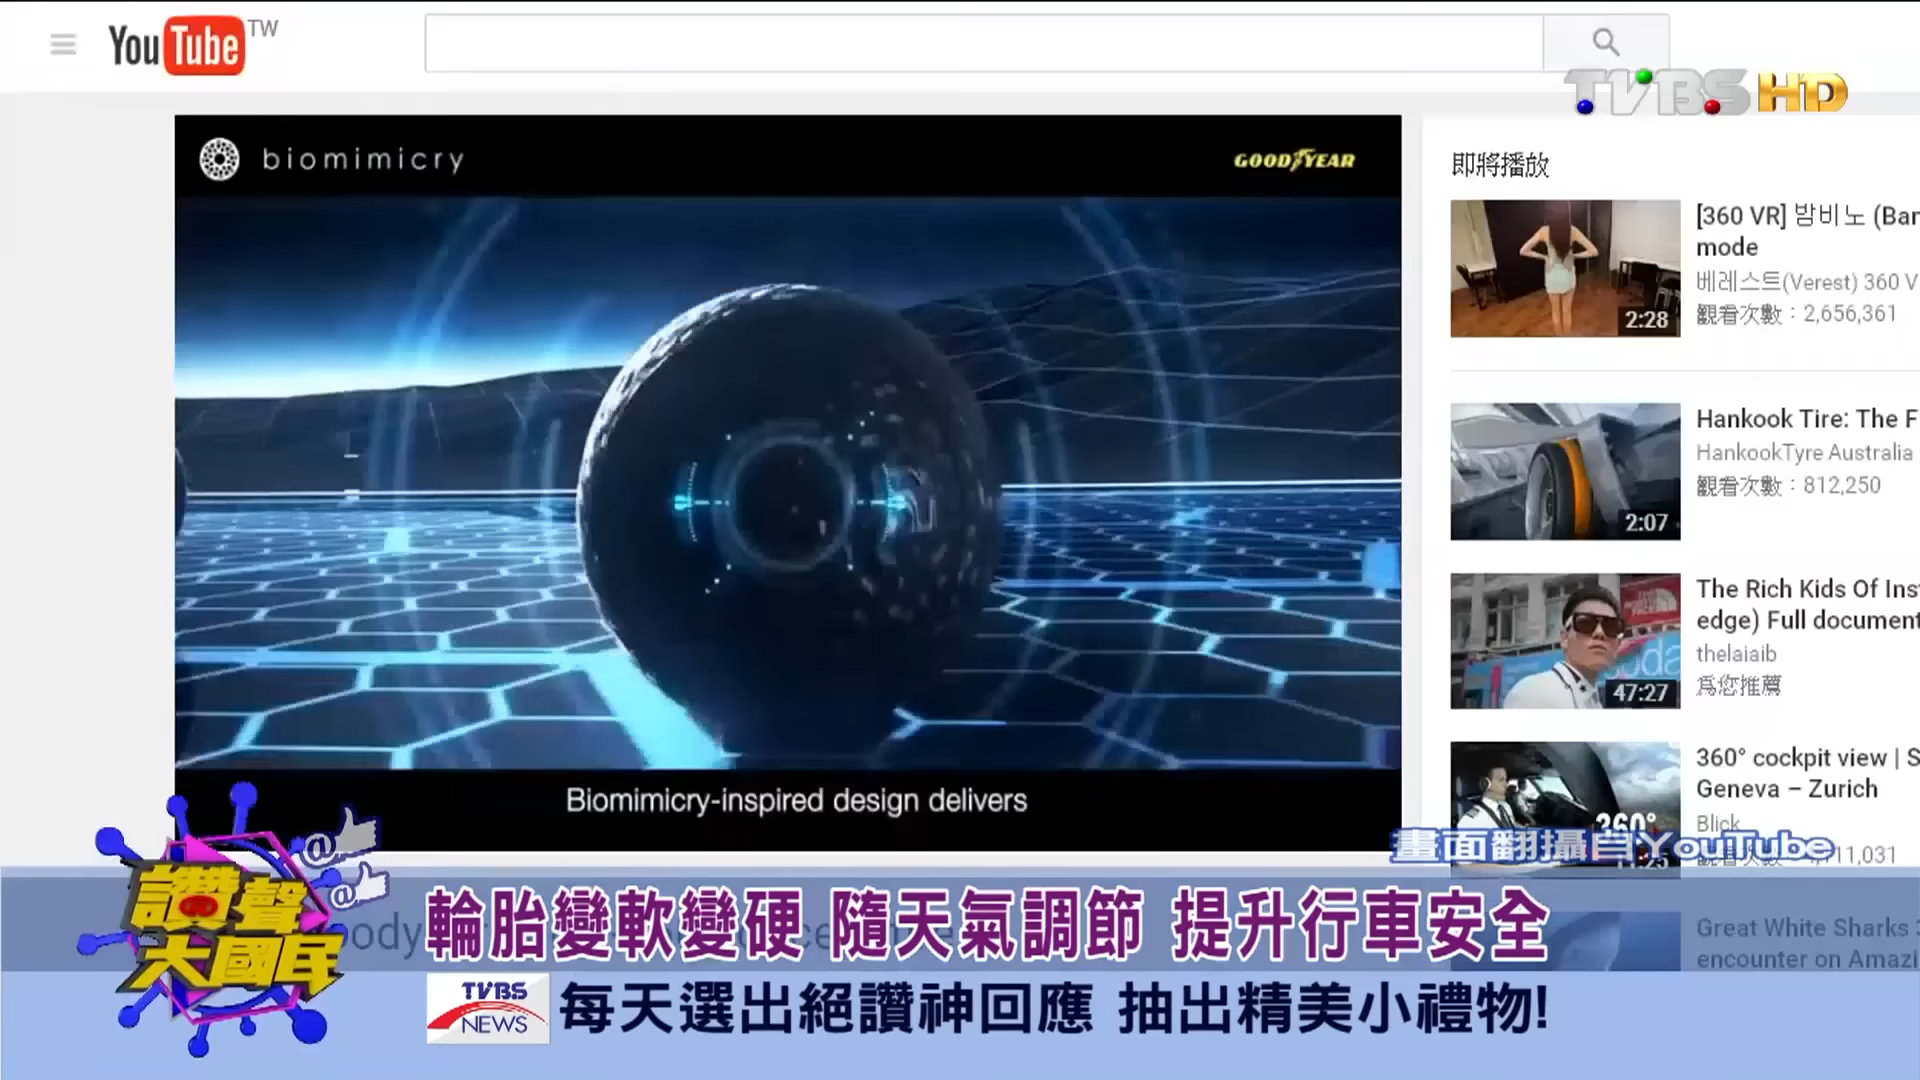 YouTube TW
TVBS HD
biomimicry
GOODYEAR
即將播放
[360 VR] 밤비노 (Bam
mode
베레스트(Verest) 360 V
觀看次數：2,656,361
2:28
Hankook Tire: The F
HankookTyre Australia
觀看次數：812,250
2:07
The Rich Kids Of Ins
edge) Full document
thelaiaib
為您推薦
47:27
360° cockpit view | S
Geneva – Zurich
Blick
360°
Biomimicry-inspired design delivers
畫面翻攝自YouTube
@
@
讚聲
大國民
輪胎變軟變硬 隨天氣調節 提升行車安全
Great White Sharks 3
encounter on Amazi
TVBS
NEWS
每天選出絕讚神回應 抽出精美小禮物!